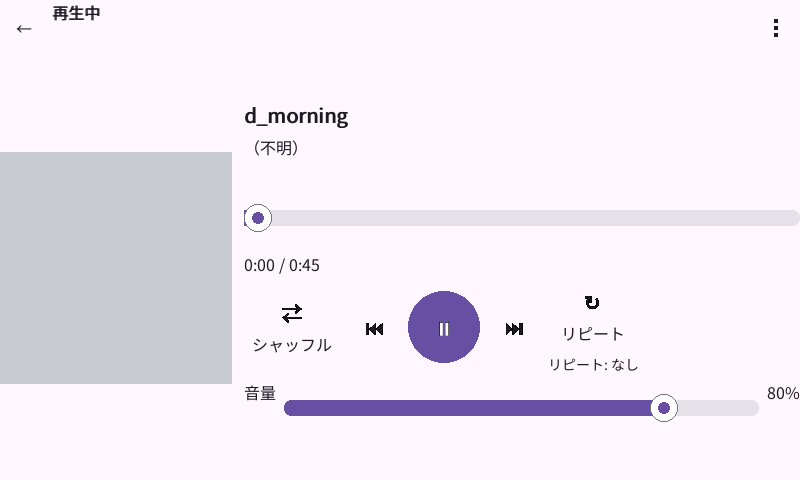 再生中
d_morning
（不明）
0:00 / 0:45
シャッフル
リピート
リピート: なし
音量
80%